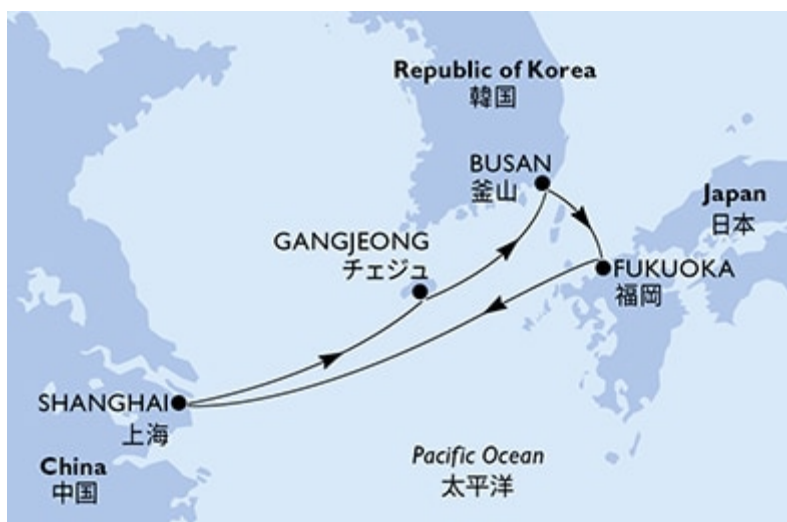 Republic of Korea
韓国
BUSAN
釜山
Japan
日本
GANGJEONG
チェジュ
FUKUOKA
福岡
SHANGHAI
上海
China
中国
Pacific Ocean
太平洋